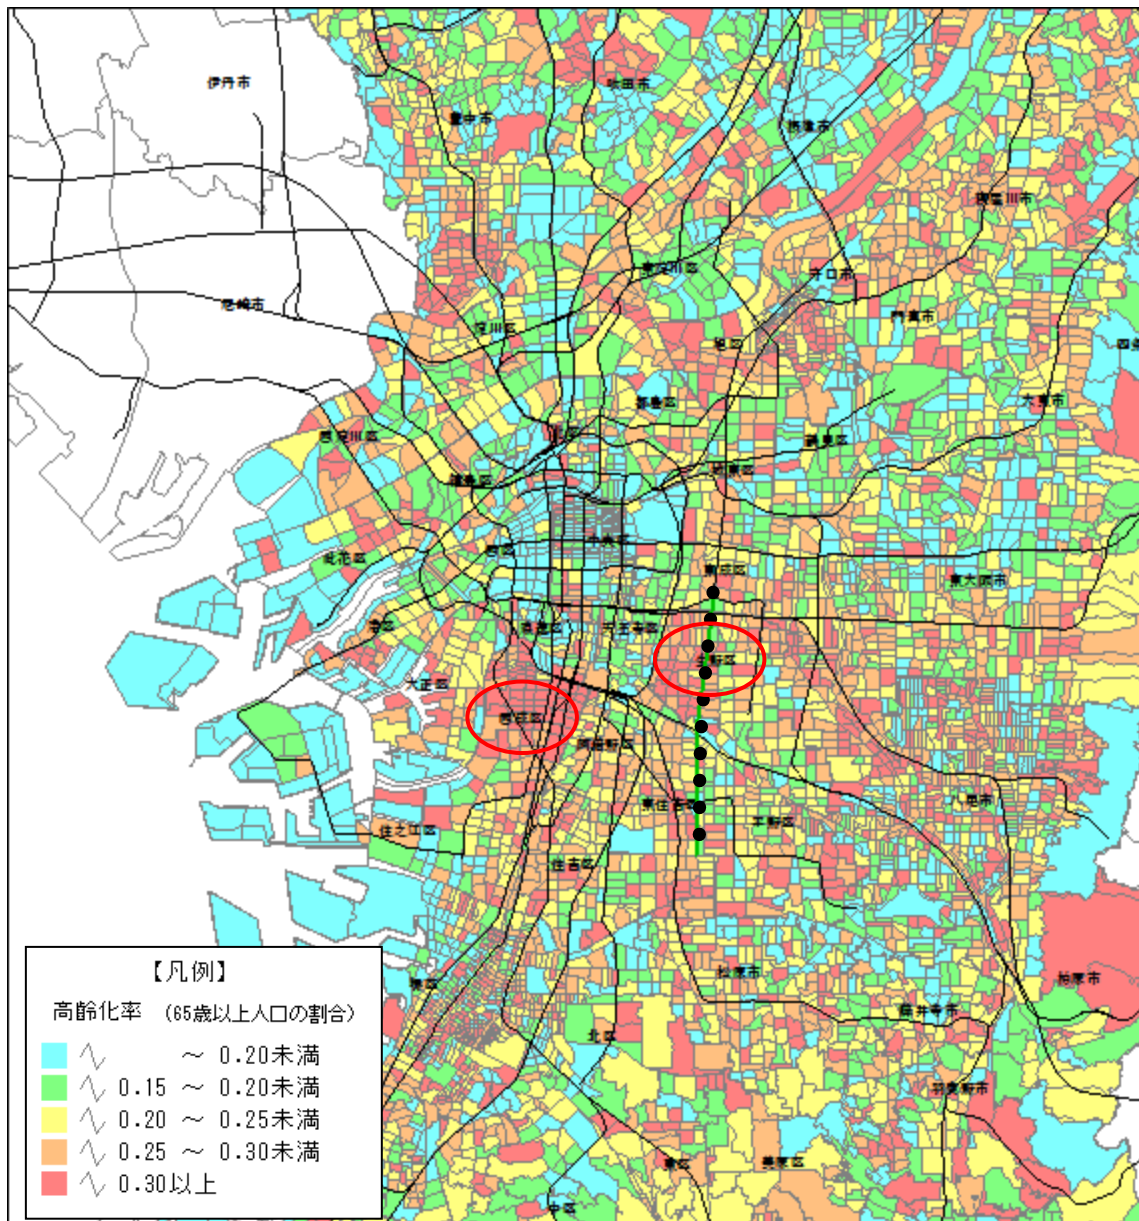 伊丹市
吹田市
豊中市
摂津市
寝屋川市
東淀川区
守口市
尼崎市
門真市
淀川区
旭区
四条
大東市
都島区
西淀川区
北区
鶴見区
福島区
城東区
中央区
西区
此花区
東成区
東大阪市
港区
浪速区
天王寺区
生野区
大正区
西成区
阿倍野区
東住吉区
八尾市
平野区
住之江区
住吉区
松原市
堺区
柏原市
藤井寺市
北区
羽曳野市
東区
美原区
中区
【凡例】
高齢化率 (65歳以上人口の割合)
～ 0.20未満
0.15 ～ 0.20未満
0.20 ～ 0.25未満
0.25 ～ 0.30未満
0.30以上